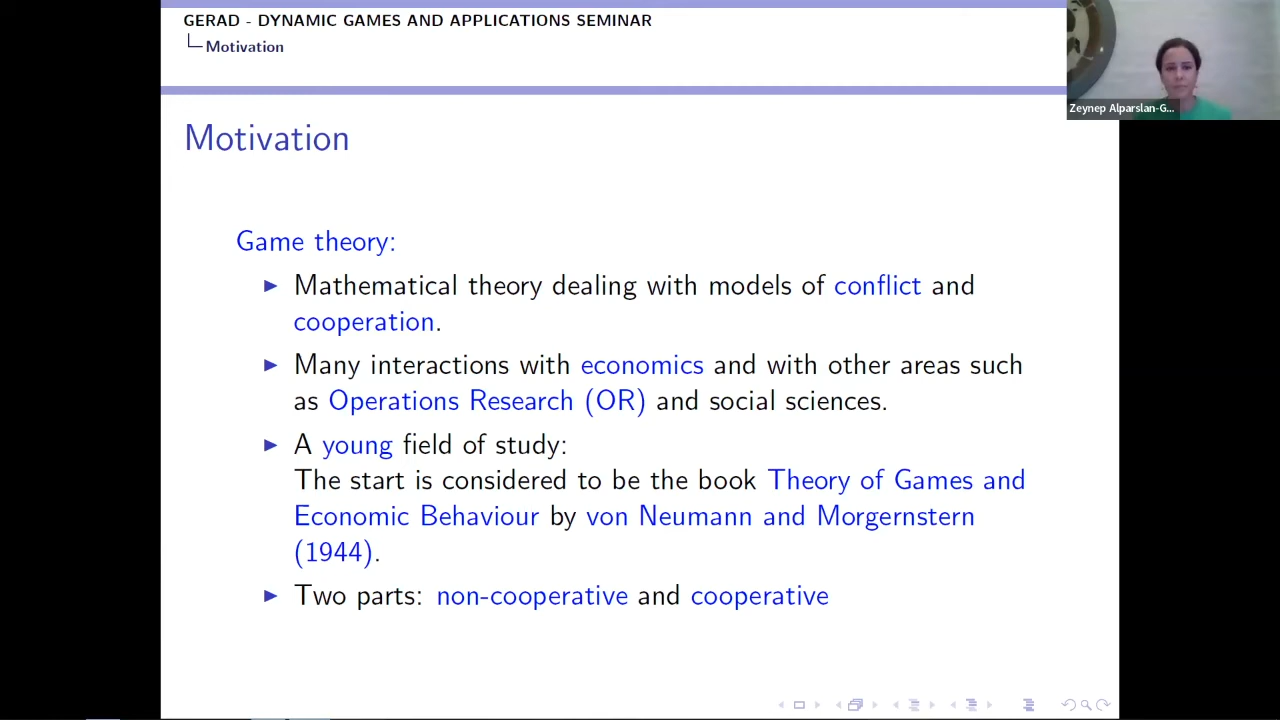 GERAD - DYNAMIC GAMES AND APPLICATIONS SEMINAR
Motivation
Zeynep Alparslan-G...
Motivation
Game theory:
Mathematical theory dealing with models of conflict and
cooperation.
Many interactions with economics and with other areas such
as Operations Research (OR) and social sciences.
A young field of study:
The start is considered to be the book Theory of Games and
Economic Behaviour by von Neumann and Morgernstern
(1944).
Two parts: non-cooperative and cooperative